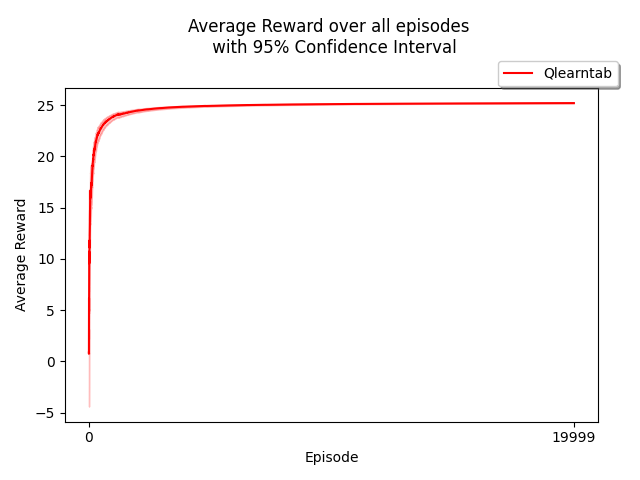 Average Reward over all episodes
with 95% Confidence Interval
Qlearntab
25
20
15
10
5
0
−5
Average Reward
0
19999
Episode